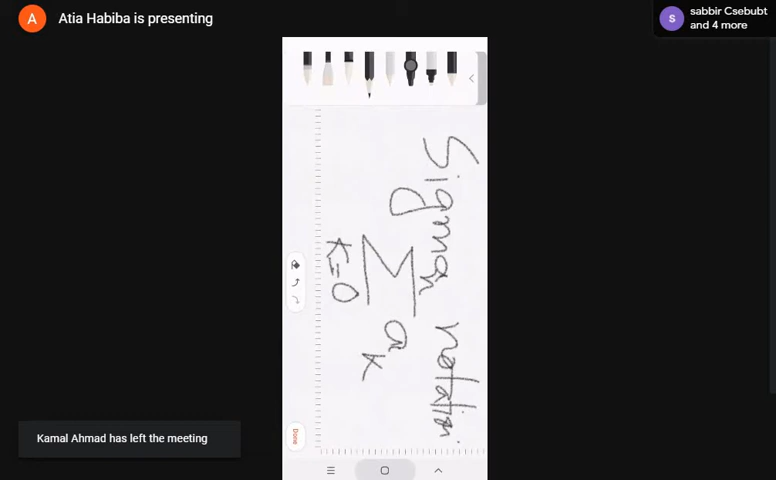 Atia Habiba is presenting
A
S
sabbir Csebubt
and 4 more
Sigman notation
Σ a_k
K=0
Done
Kamal Ahmad has left the meeting